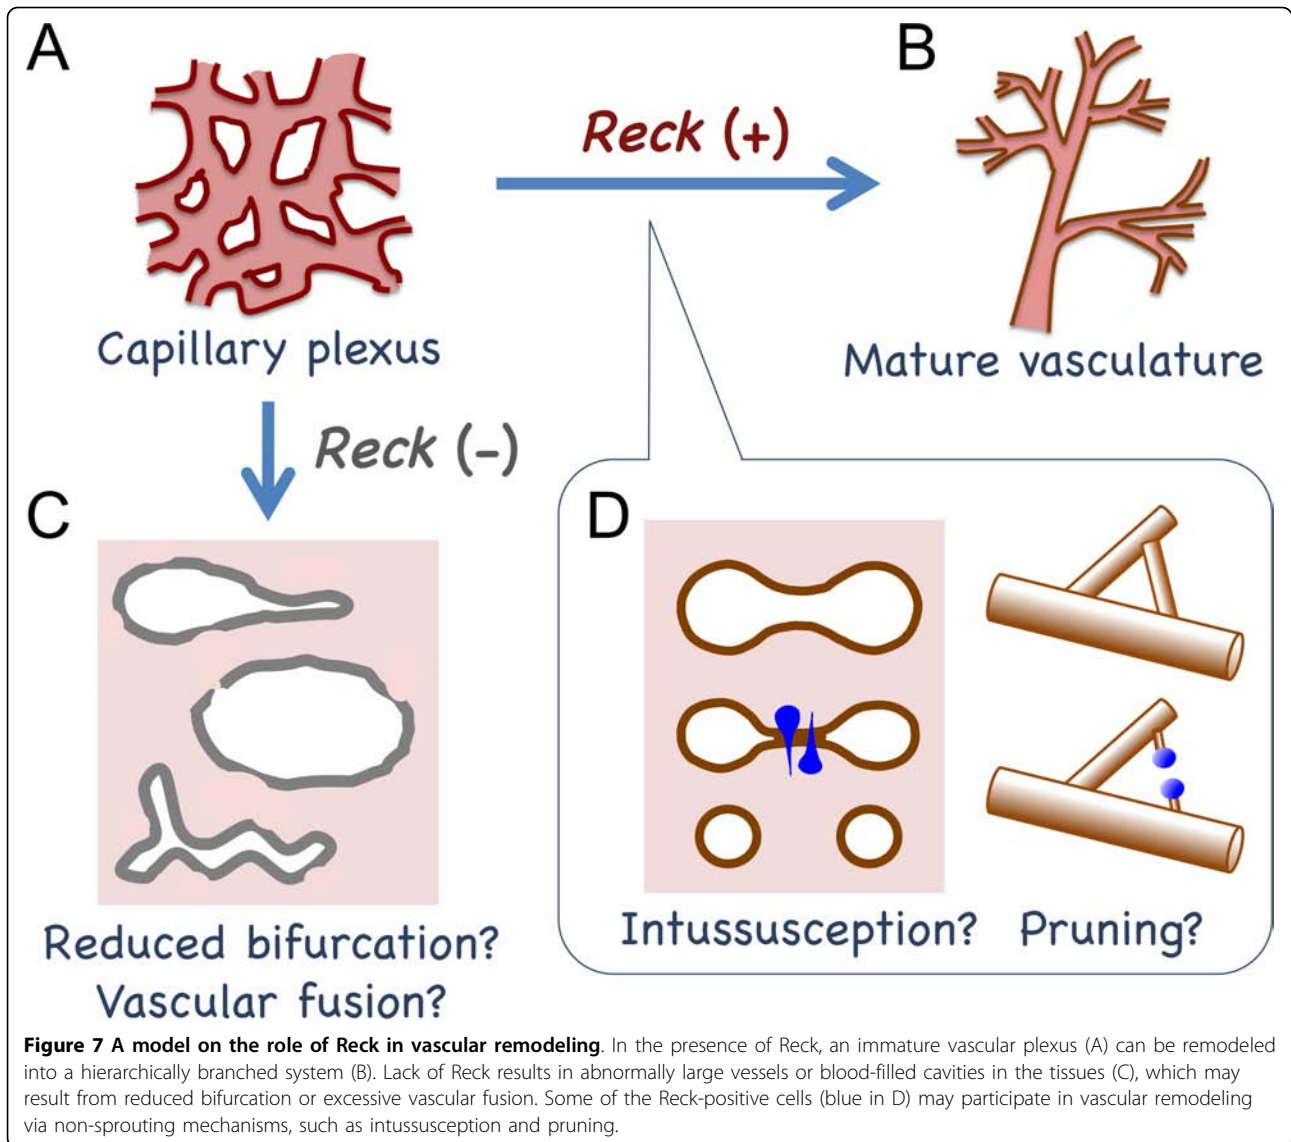 A
B
Reck (+)
Capillary plexus
Mature vasculature
Reck (-)
C
D
Reduced bifurcation?
Vascular fusion?
Intussusception?
Pruning?
Figure 7 A model on the role of Reck in vascular remodeling. In the presence of Reck, an immature vascular plexus (A) can be remodeled
into a hierarchically branched system (B). Lack of Reck results in abnormally large vessels or blood-filled cavities in the tissues (C), which may
result from reduced bifurcation or excessive vascular fusion. Some of the Reck-positive cells (blue in D) may participate in vascular remodeling
via non-sprouting mechanisms, such as intussusception and pruning.